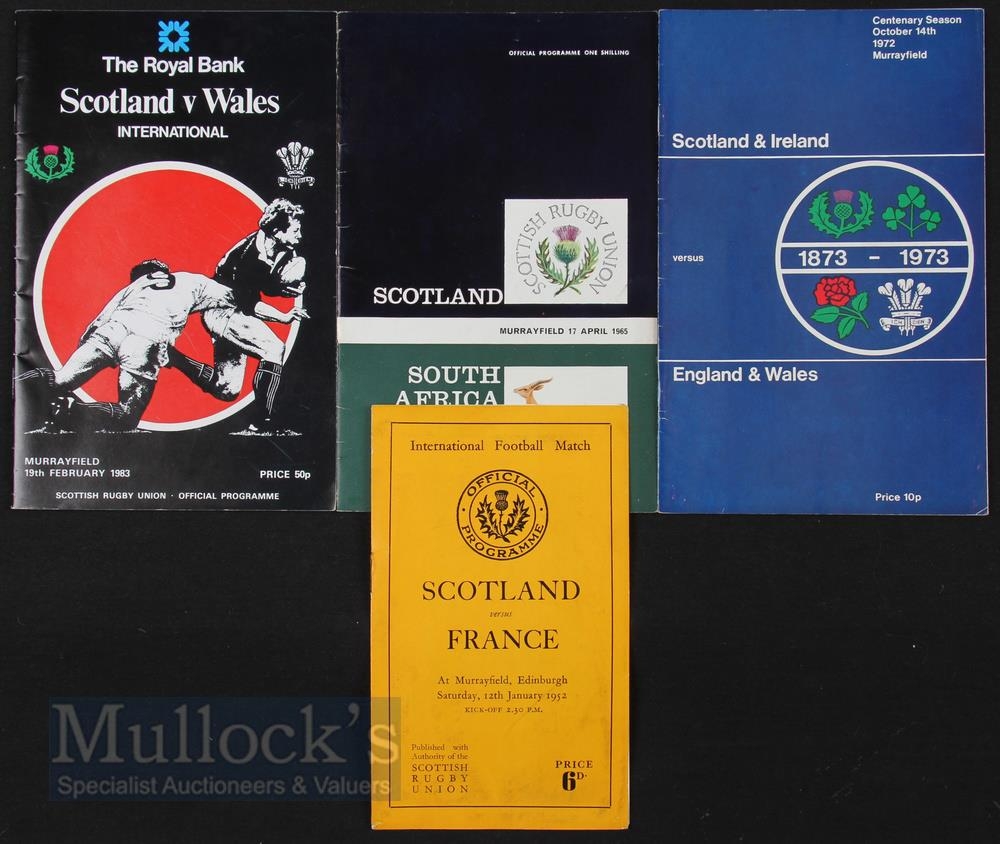 The Royal Bank
Scotland v Wales
INTERNATIONAL
MURRAYFIELD
19th FEBRUARY 1983
PRICE 50p
SCOTTISH RUGBY UNION · OFFICIAL PROGRAMME
OFFICIAL PROGRAMME ONE SHILLING
SCOTTISH RUGBY UNION
SCOTLAND
MURRAYFIELD 17 APRIL 1965
SOUTH
AFRICA
Centenary Season
October 14th
1972
Murrayfield
Scotland & Ireland
versus
1873 - 1973
England & Wales
Price 10p
International Football Match
OFFICIAL PROGRAMME
SCOTLAND
versus
FRANCE
At Murrayfield, Edinburgh
Saturday, 12th January 1952
KICK-OFF 2.30 P.M.
Published with
Authority of the
SCOTTISH
RUGBY
UNION
PRICE
6D.
Mullock's
Specialist Auctioneers & Valuers